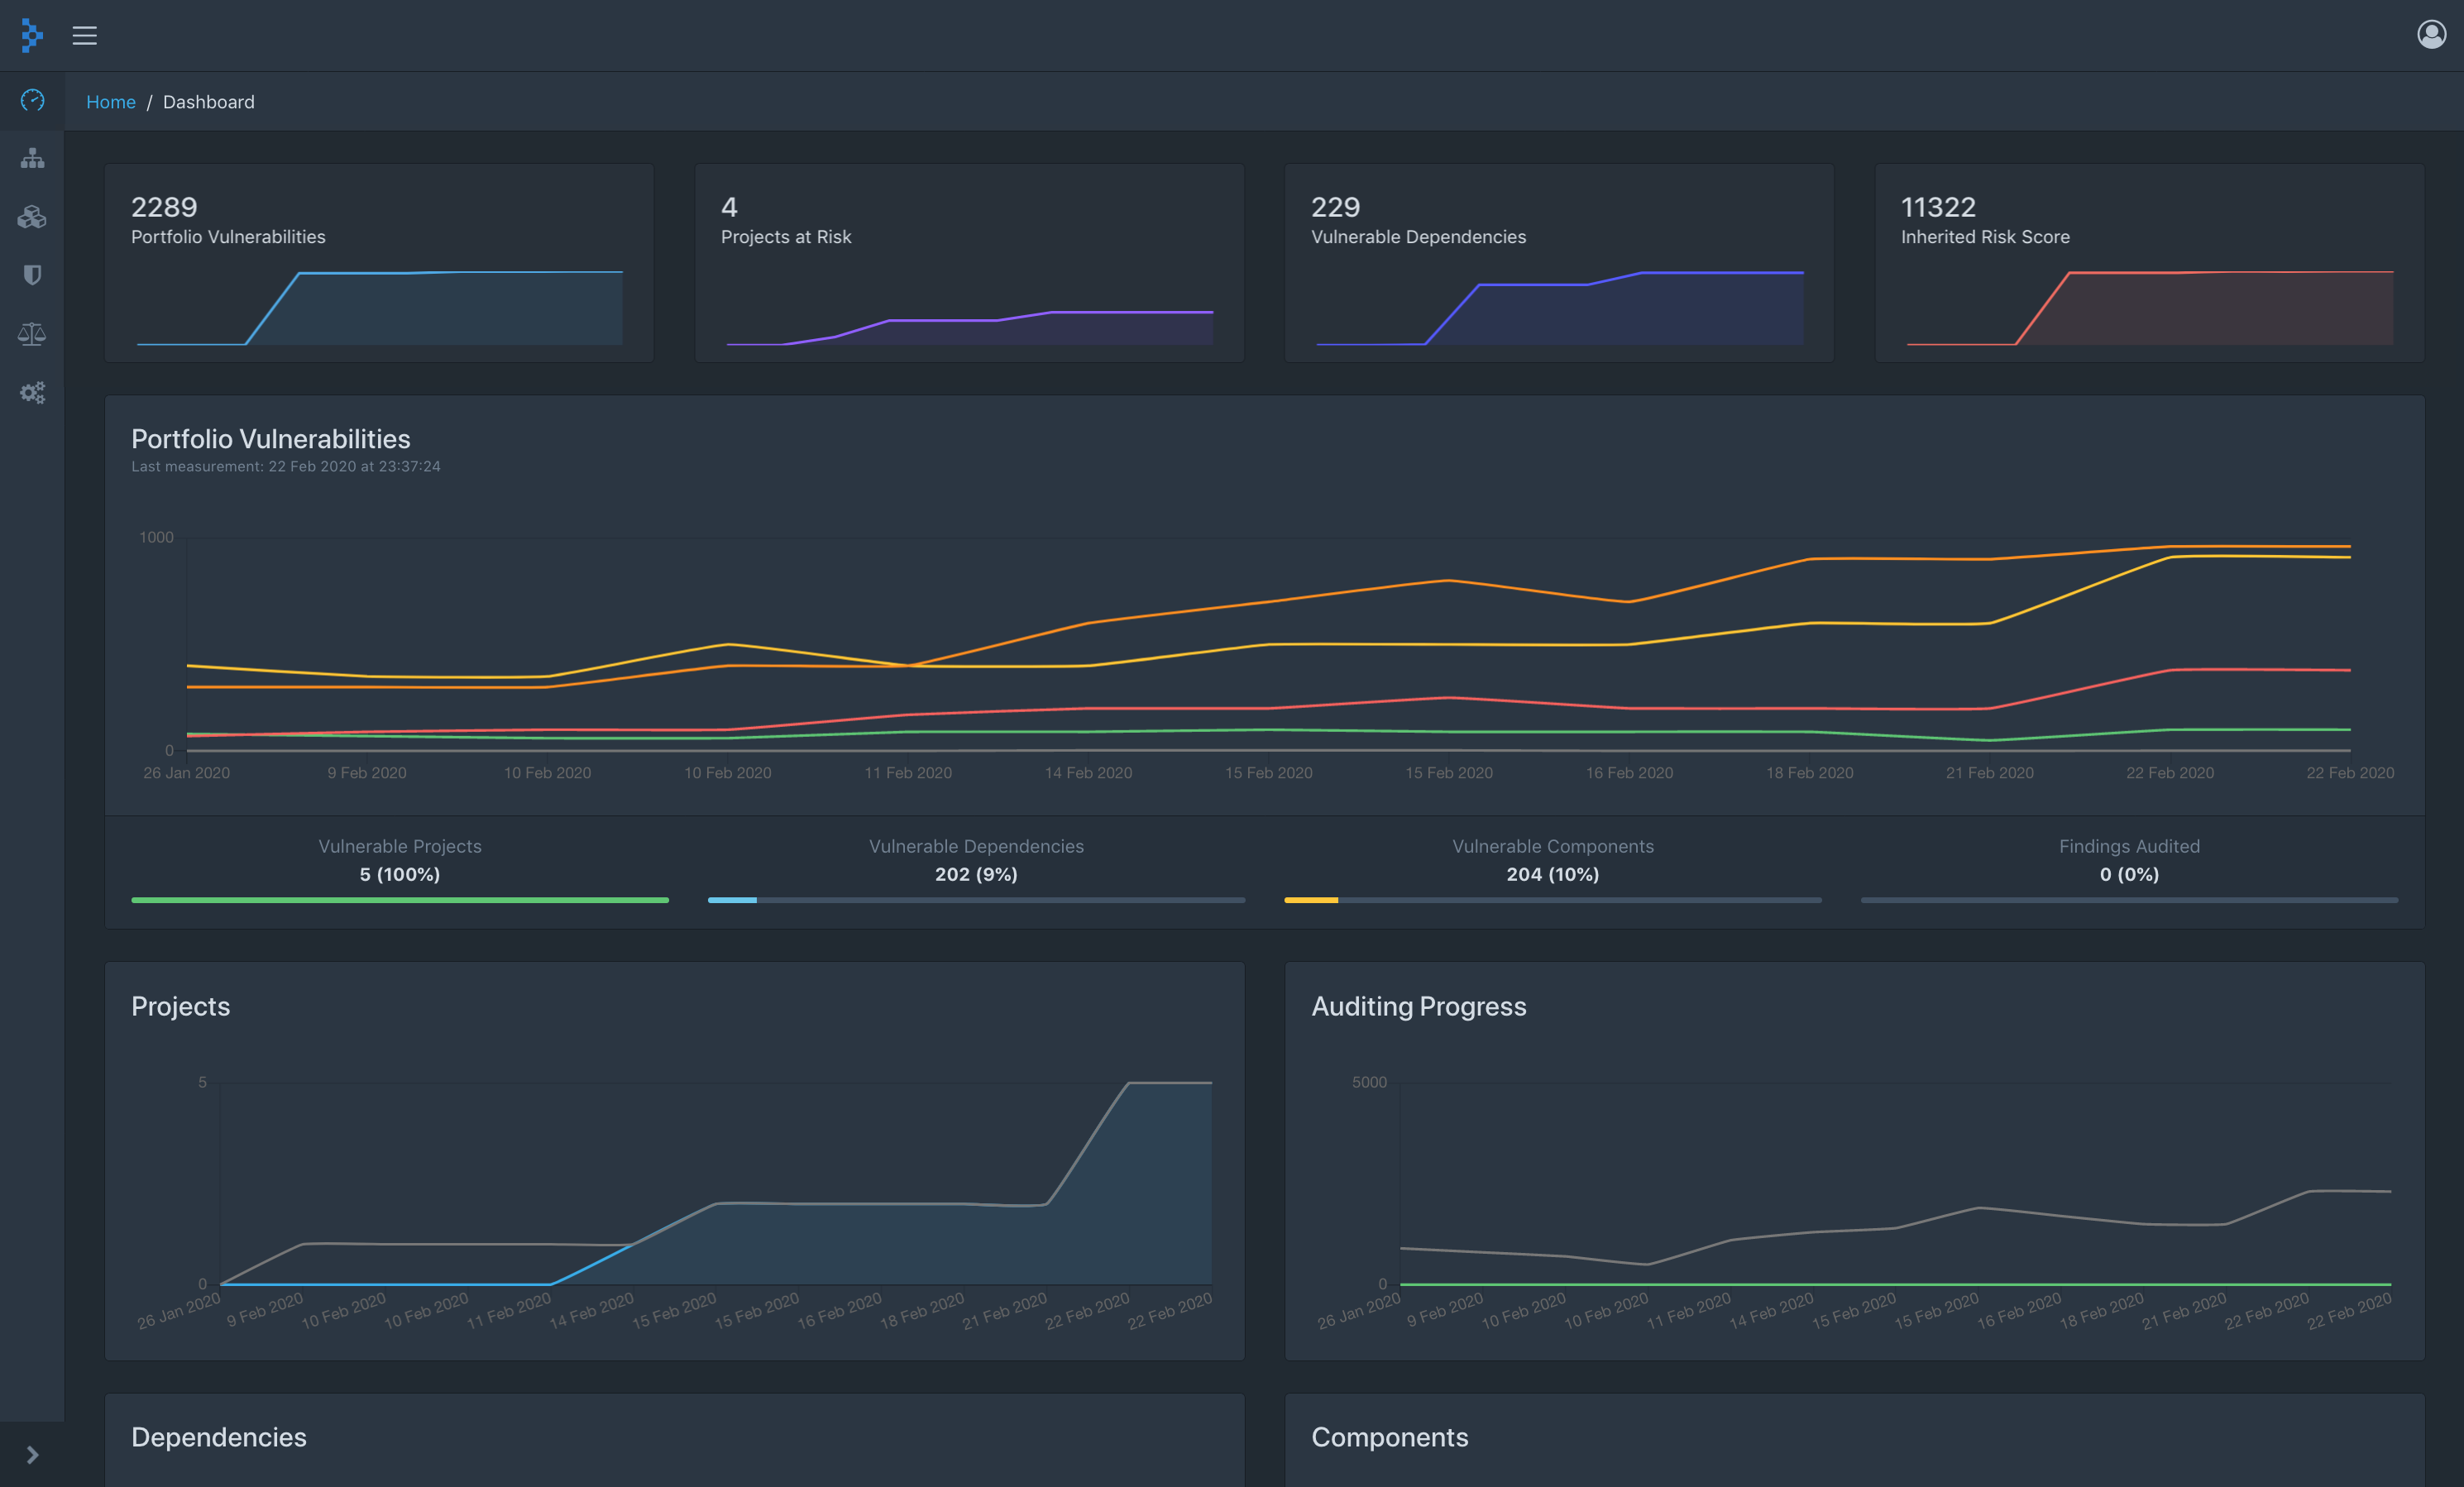 Home / Dashboard
2289
Portfolio Vulnerabilities
4
Projects at Risk
229
Vulnerable Dependencies
11322
Inherited Risk Score
Portfolio Vulnerabilities
Last measurement: 22 Feb 2020 at 23:37:24
1000
0
26 Jan 2020 9 Feb 2020 10 Feb 2020 10 Feb 2020 11 Feb 2020 14 Feb 2020 15 Feb 2020 15 Feb 2020 16 Feb 2020 18 Feb 2020 21 Feb 2020 22 Feb 2020 22 Feb 2020
Vulnerable Projects
5 (100%)
Vulnerable Dependencies
202 (9%)
Vulnerable Components
204 (10%)
Findings Audited
0 (0%)
Projects
5
0
26 Jan 2020 9 Feb 2020 10 Feb 2020 10 Feb 2020 11 Feb 2020 14 Feb 2020 15 Feb 2020 15 Feb 2020 16 Feb 2020 18 Feb 2020 21 Feb 2020 22 Feb 2020 22 Feb 2020
Auditing Progress
5000
0
26 Jan 2020 9 Feb 2020 10 Feb 2020 10 Feb 2020 11 Feb 2020 14 Feb 2020 15 Feb 2020 15 Feb 2020 16 Feb 2020 18 Feb 2020 21 Feb 2020 22 Feb 2020 22 Feb 2020
Dependencies
Components